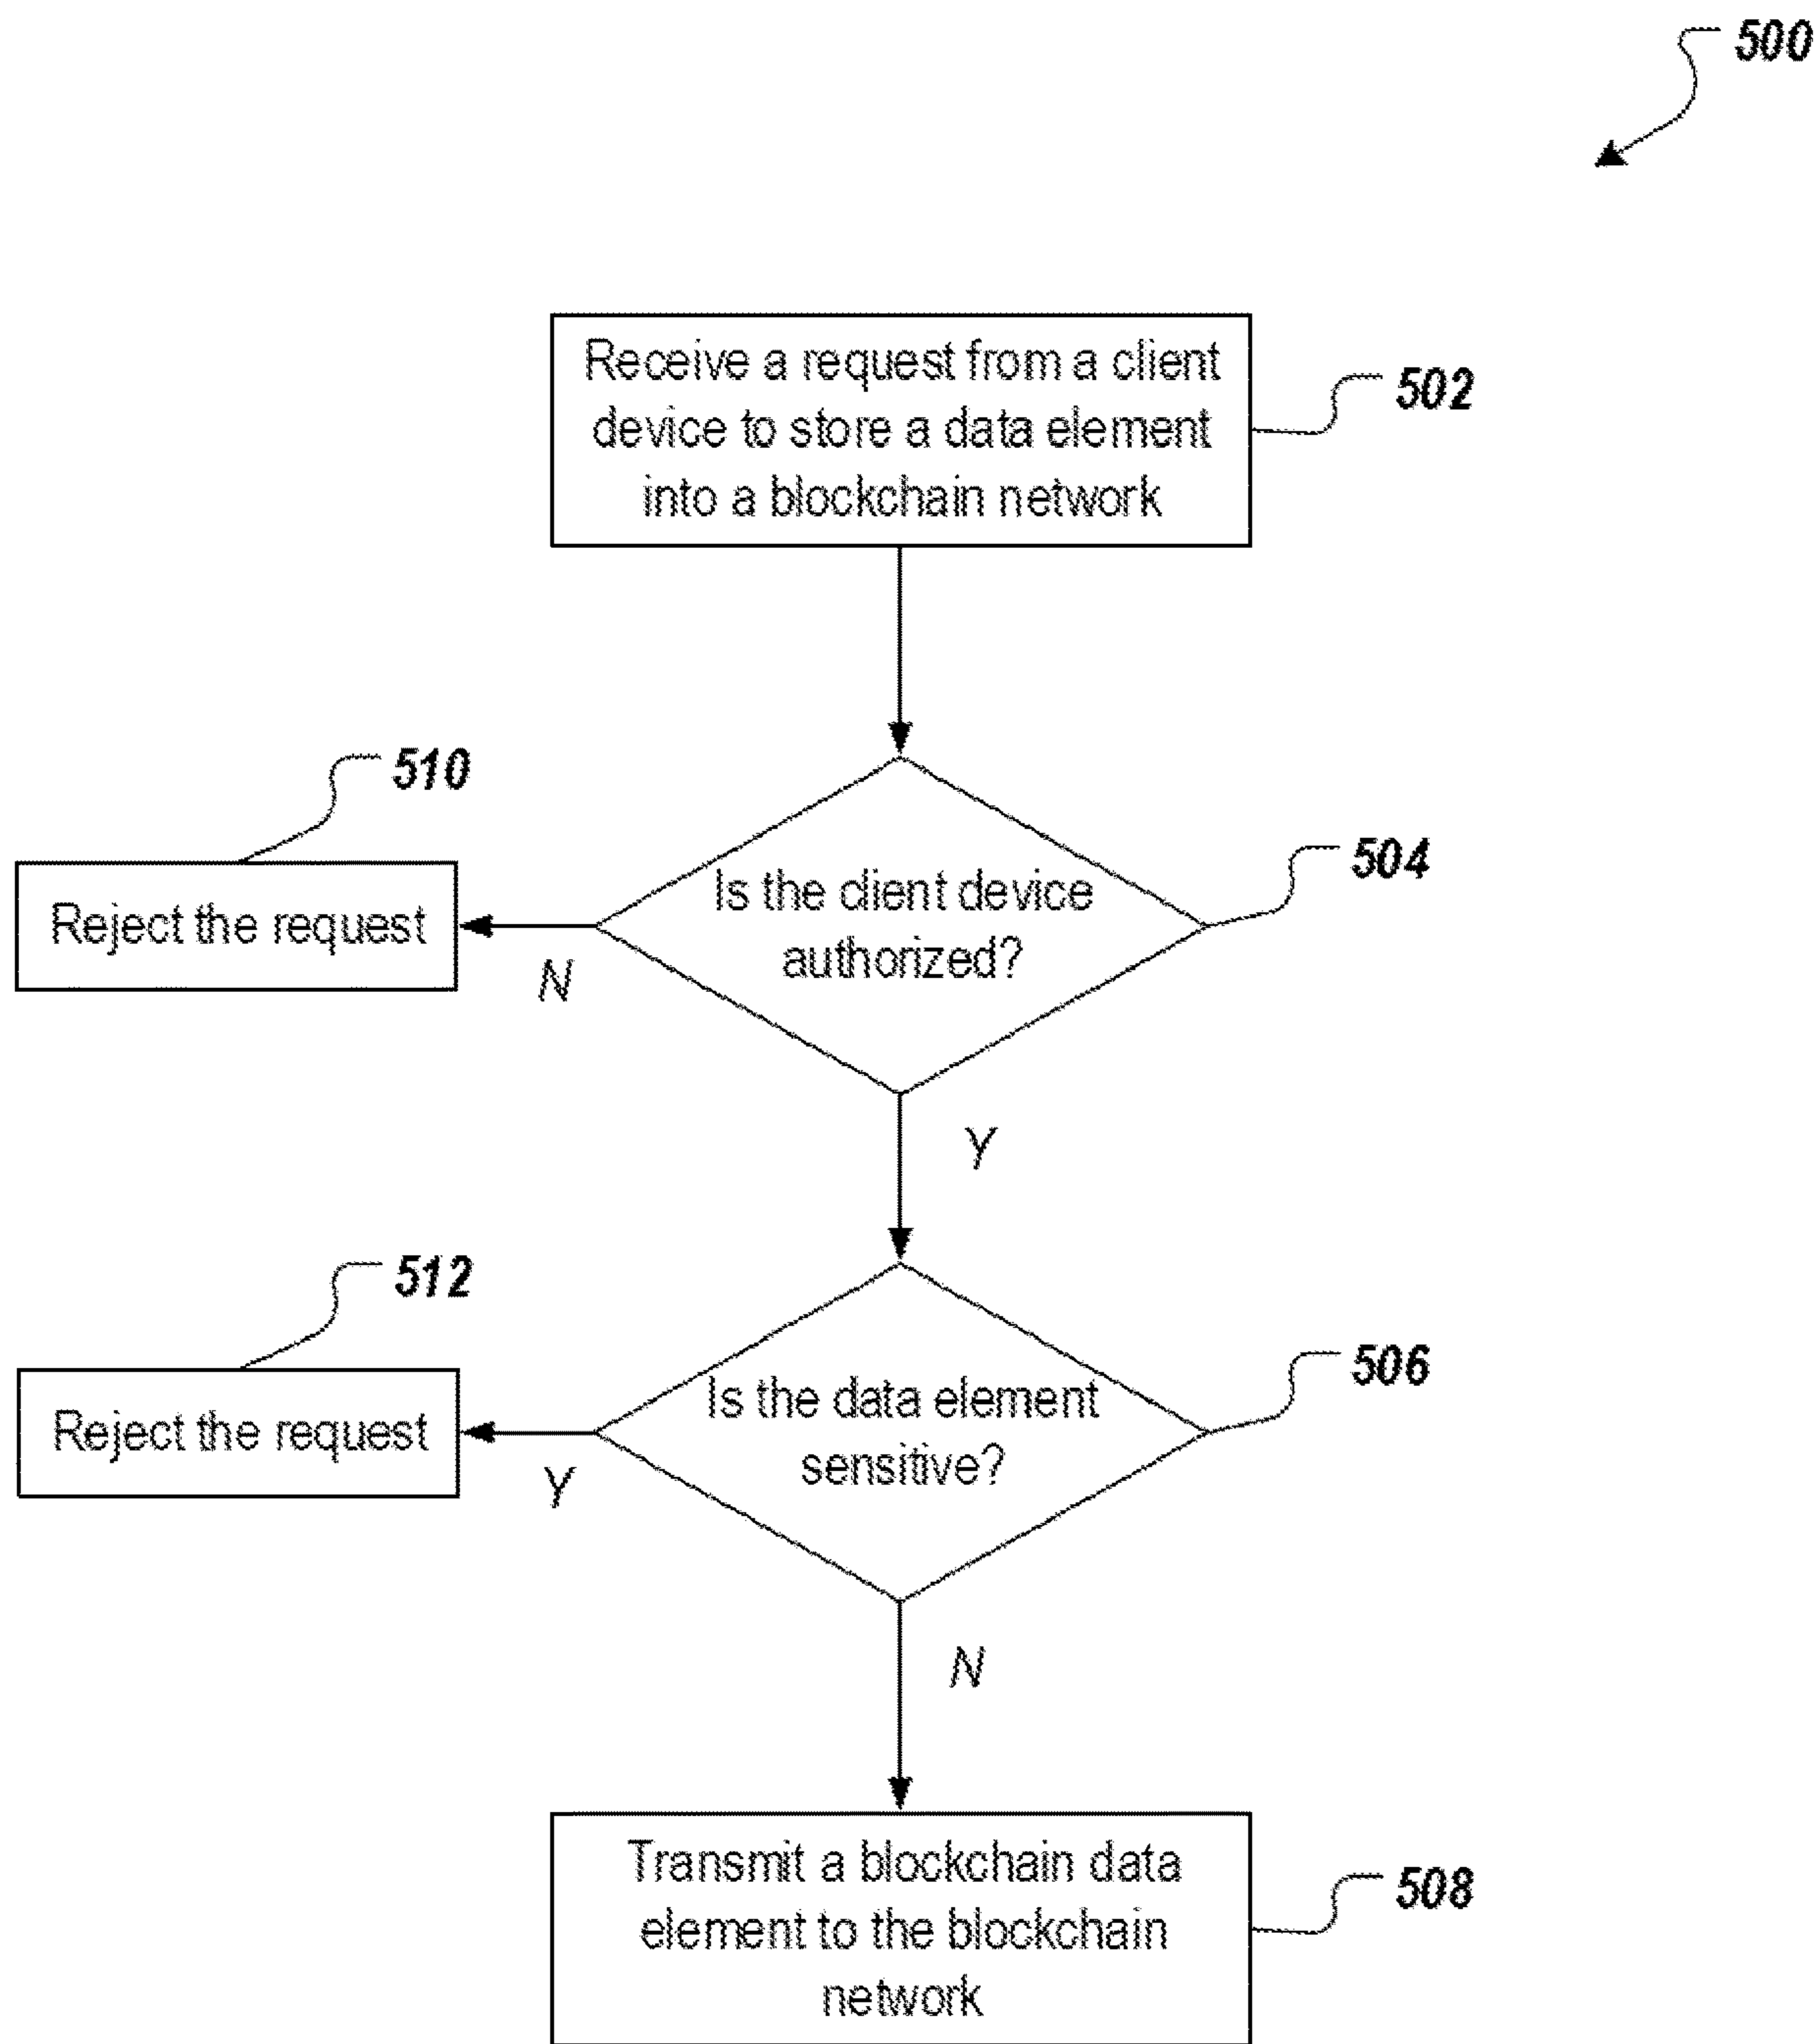 500
Receive a request from a client
device to store a data element
into a blockchain network
502
510
Reject the request
N
Is the client device
authorized?
504
Y
512
Reject the request
Y
Is the data element
sensitive?
506
N
Transmit a blockchain data
element to the blockchain
network
508